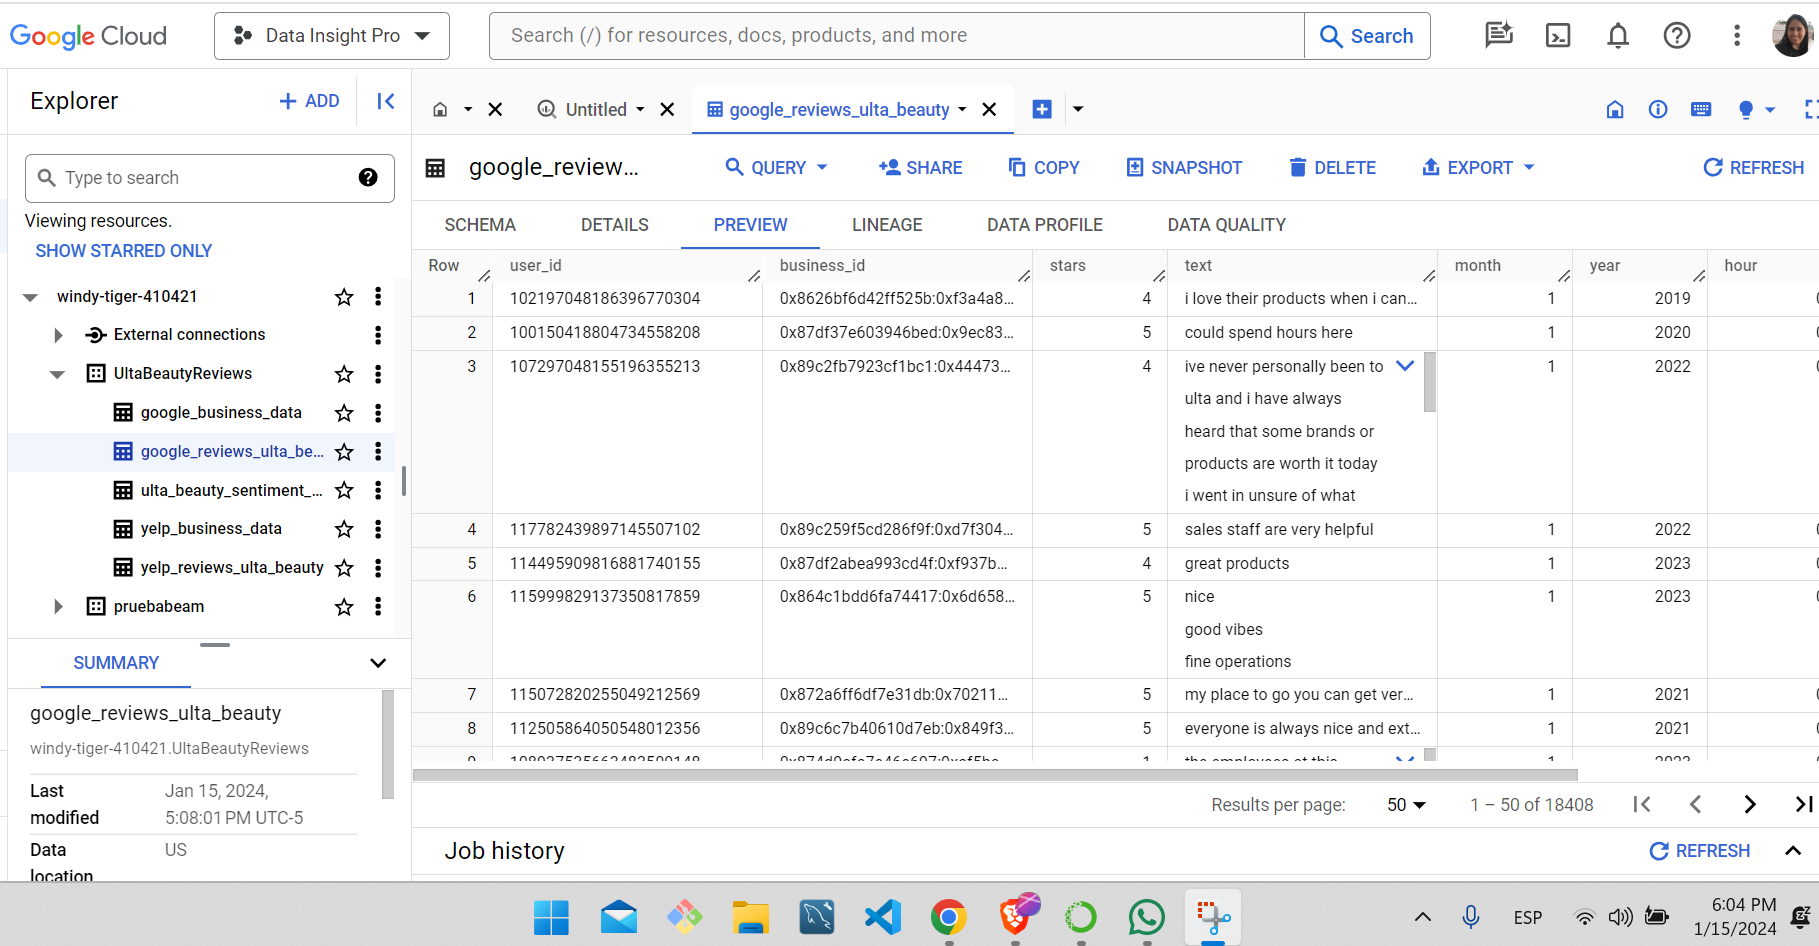 Google Cloud
Data Insight Pro
Search (/) for resources, docs, products, and more
Search
Explorer
ADD
Untitled
google_reviews_ulta_beauty
Type to search
Viewing resources.
SHOW STARRED ONLY
windy-tiger-410421
External connections
UltaBeautyReviews
google_business_data
google_reviews_ulta_be...
ulta_beauty_sentiment_...
yelp_business_data
yelp_reviews_ulta_beauty
pruebabeam
SUMMARY
google_reviews_ulta_beauty
windy-tiger-410421.UltaBeautyReviews
Last modified Jan 15, 2024, 5:08:01 PM UTC-5
Data location US
google_review...
QUERY SHARE COPY SNAPSHOT DELETE EXPORT REFRESH
SCHEMA DETAILS PREVIEW LINEAGE DATA PROFILE DATA QUALITY
Row user_id business_id stars text month year hour
1 102197048186396770304 0x8626bf6d42ff525b:0xf3a4a8... 4 i love their products when i can... 1 2019
2 100150418804734558208 0x87df37e603946bed:0x9ec83... 5 could spend hours here 1 2020
3 107297048155196355213 0x89c2fb7923cf1bc1:0x44473... 4 ive never personally been to 1 2022
ulta and i have always
heard that some brands or
products are worth it today
i went in unsure of what
4 117782439897145507102 0x89c259f5cd286f9f:0xd7f304... 5 sales staff are very helpful 1 2022
5 114495909816881740155 0x87df2abea993cd4f:0xf937b... 4 great products 1 2023
6 115999829137350817859 0x864c1bdd6fa74417:0x6d658... 5 nice 1 2023
good vibes
fine operations
7 115072820255049212569 0x872a6ff6df7e31db:0x70211... 5 my place to go you can get ver... 1 2021
8 112505864050548012356 0x89c6c7b40610d7eb:0x849f3... 5 everyone is always nice and ext... 1 2021
Results per page: 50 1 – 50 of 18408
Job history
REFRESH
ESP
6:04 PM
1/15/2024